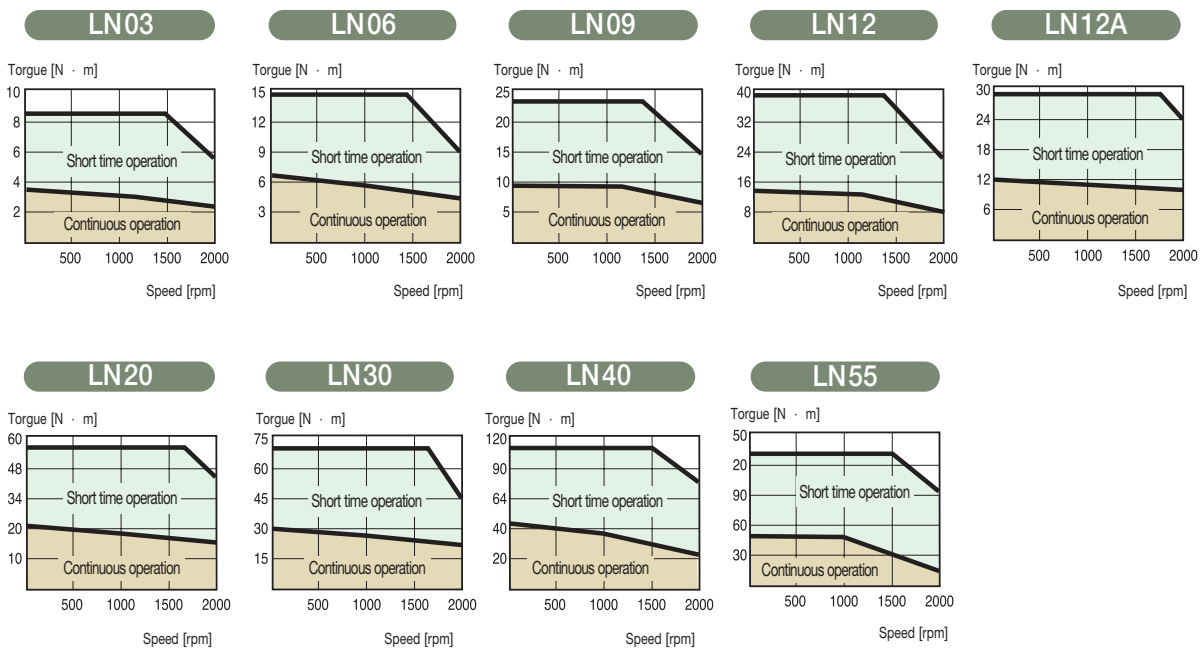 LN03
LN06
LN09
LN12
LN12A
Torgue [N · m]
Torgue [N · m]
Torgue [N · m]
Torgue [N · m]
Torgue [N · m]
10
8
6
4
2
Short time operation
Continuous operation
500 1000 1500 2000
Speed [rpm]
15
12
9
6
3
Short time operation
Continuous operation
500 1000 1500 2000
Speed [rpm]
25
20
15
10
5
Short time operation
Continuous operation
500 1000 1500 2000
Speed [rpm]
40
32
24
16
8
Short time operation
Continuous operation
500 1000 1500 2000
Speed [rpm]
30
24
18
12
6
Short time operation
Continuous operation
500 1000 1500 2000
Speed [rpm]
LN20
LN30
LN40
LN55
Torgue [N · m]
Torgue [N · m]
Torgue [N · m]
Torgue [N · m]
60
48
34
20
10
Short time operation
Continuous operation
500 1000 1500 2000
Speed [rpm]
75
60
45
30
15
Short time operation
Continuous operation
500 1000 1500 2000
Speed [rpm]
120
90
64
40
20
Short time operation
Continuous operation
500 1000 1500 2000
Speed [rpm]
50
20
90
60
30
Short time operation
Continuous operation
500 1000 1500 2000
Speed [rpm]